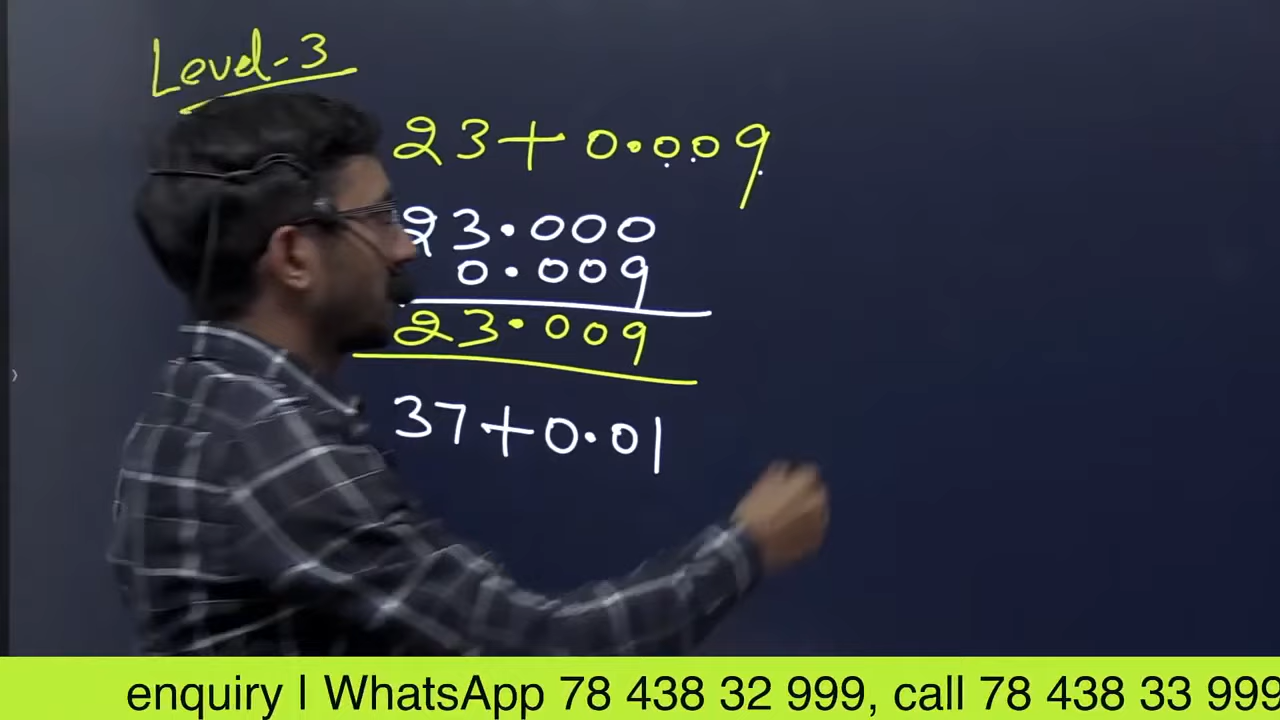 Level-3
23+0.009
23.000
0.009
23.009
37+0.01
enquiry | WhatsApp 78 438 32 999, call 78 438 33 999